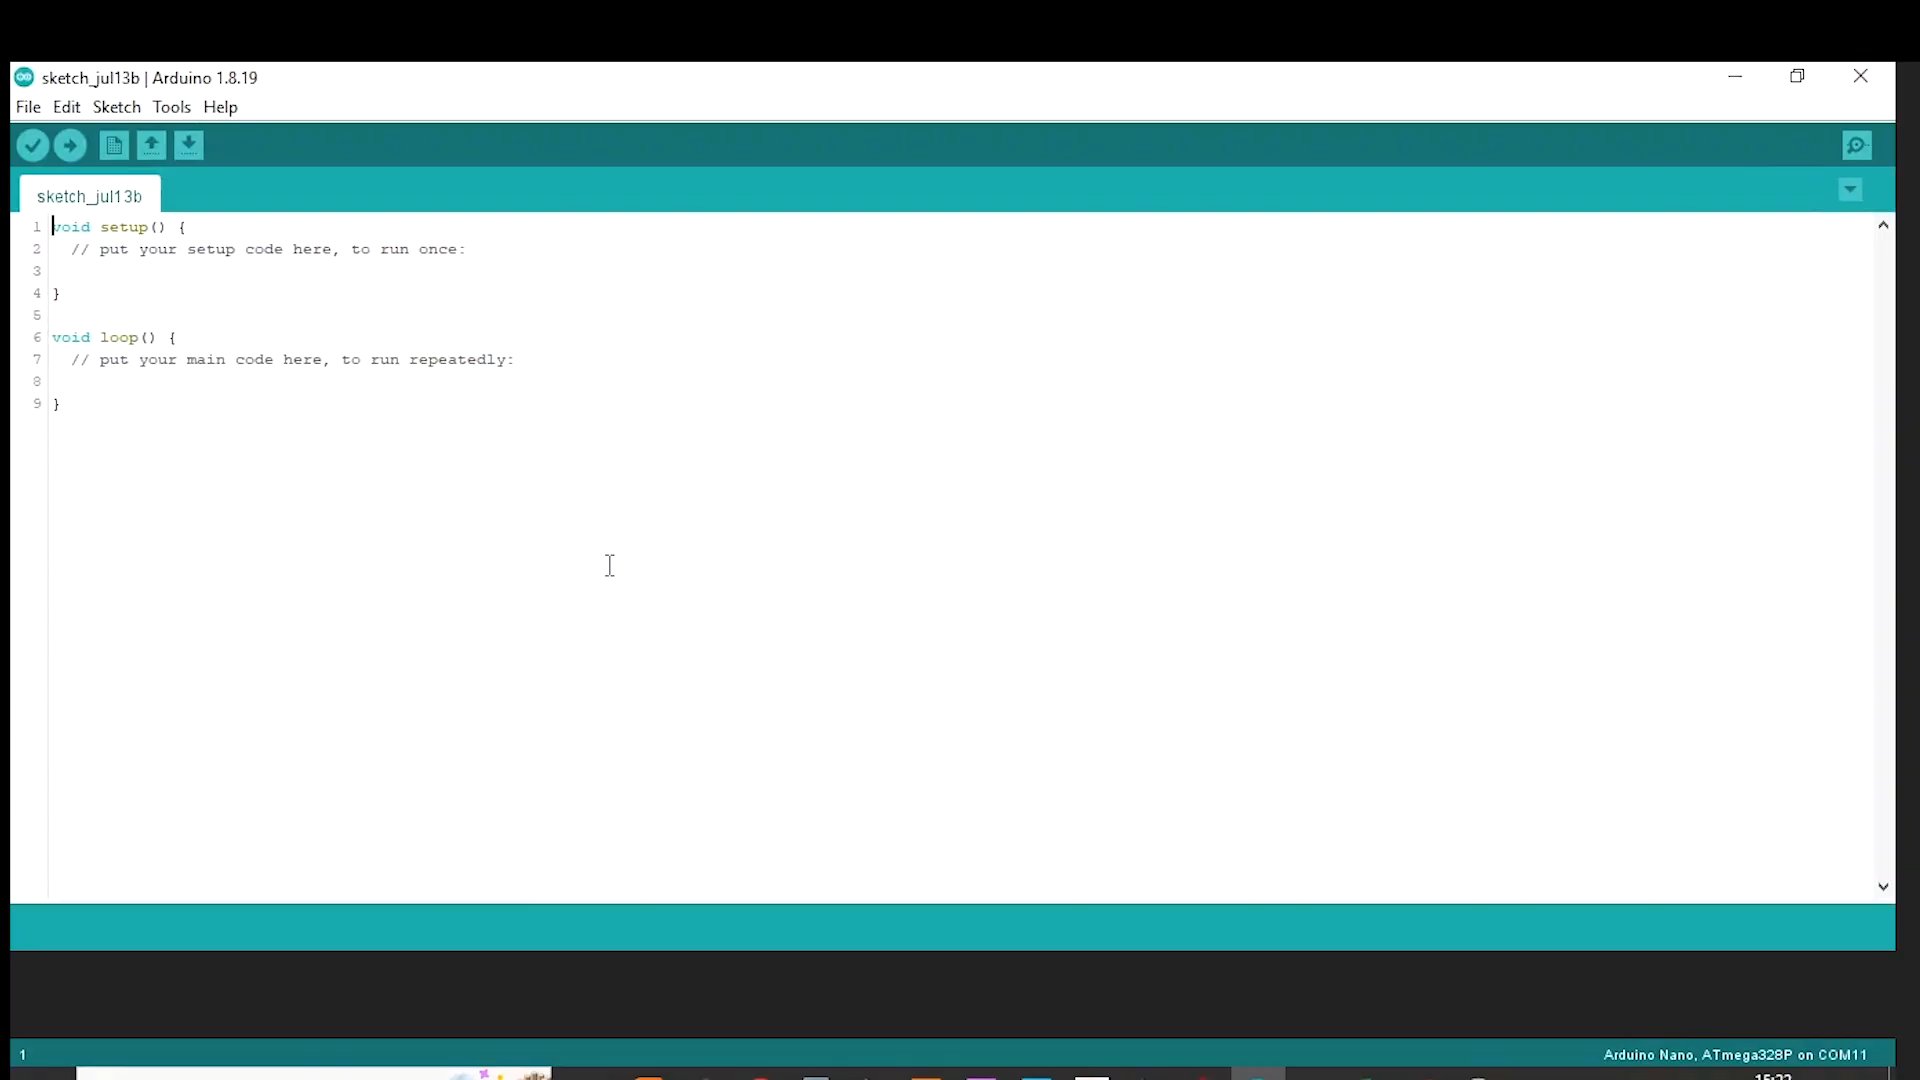 sketch_jul13b | Arduino 1.8.19
File Edit Sketch Tools Help
sketch_jul13b
1 void setup() {
2 // put your setup code here, to run once:
3
4 }
5
6 void loop() {
7 // put your main code here, to run repeatedly:
8
9 }
1
Arduino Nano, ATmega328P on COM11